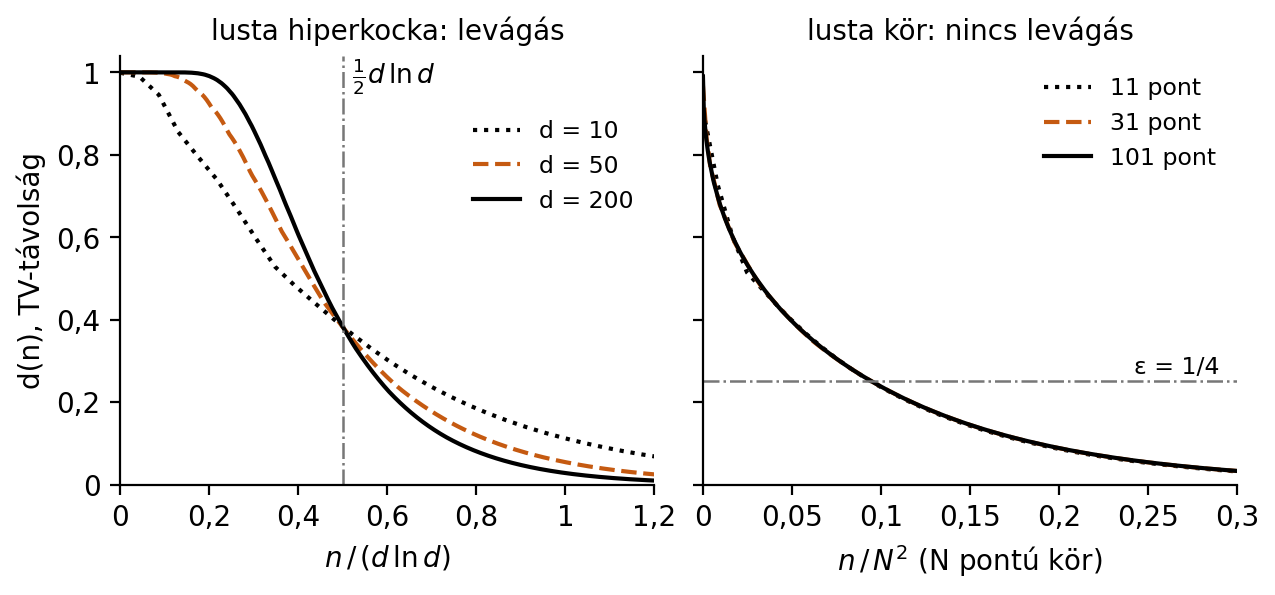 lusta hiperkocka: levágás
d(n), TV-távolság
1
0,8
0,6
0,4
0,2
0
0 0,2 0,4 0,6 0,8 1 1,2
n / (d ln d)
½ d ln d
d = 10
d = 50
d = 200
lusta kör: nincs levágás
11 pont
31 pont
101 pont
ε = 1/4
0 0,05 0,1 0,15 0,2 0,25 0,3
n / N² (N pontú kör)